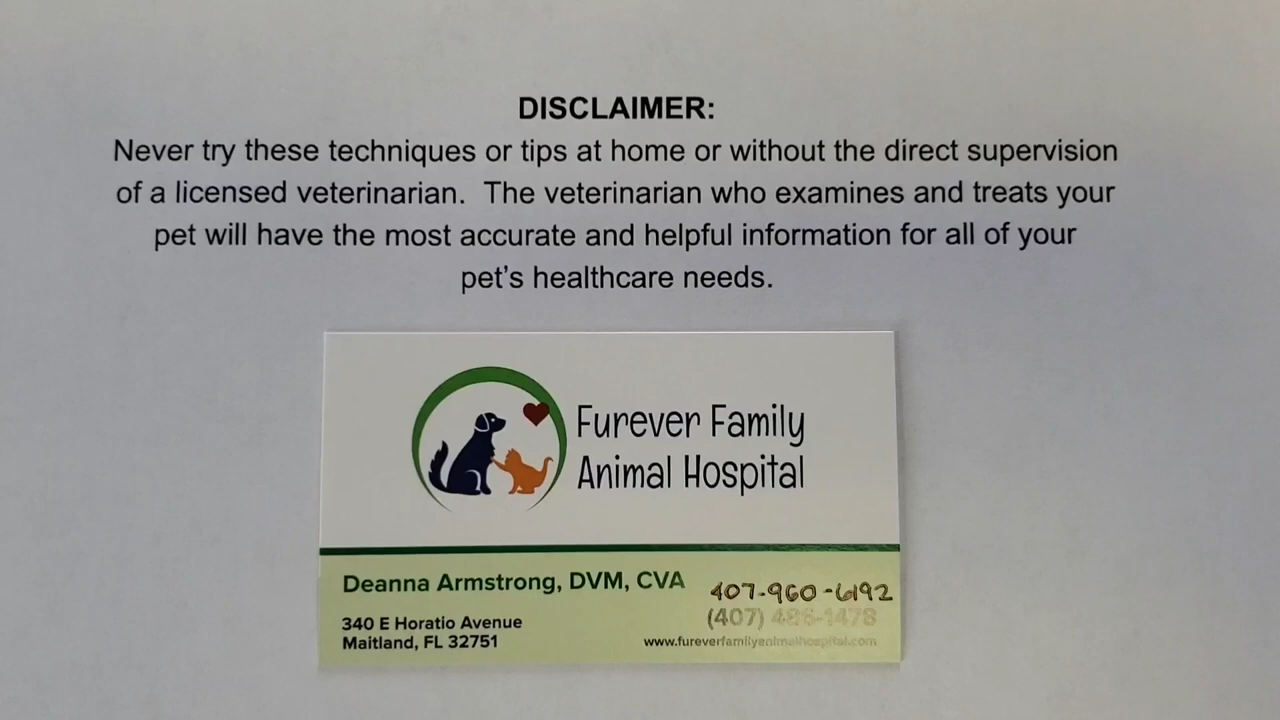 DISCLAIMER:
Never try these techniques or tips at home or without the direct supervision
of a licensed veterinarian. The veterinarian who examines and treats your
pet will have the most accurate and helpful information for all of your
pet's healthcare needs.
Furever Family
Animal Hospital
Deanna Armstrong, DVM, CVA
407-960-6192
340 E Horatio Avenue
(407) 486-1478
Maitland, FL 32751
www.fureverfamilyanimalhospital.com